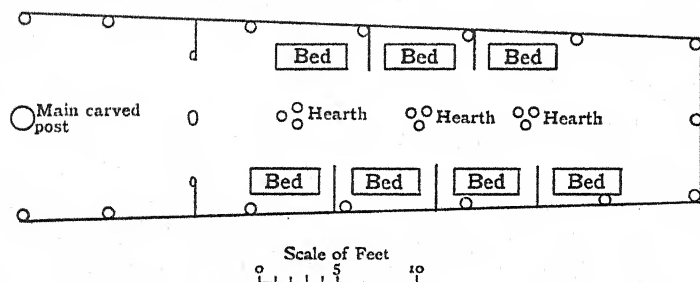 Bed Bed Bed
Main carved
post
Hearth Hearth Hearth
Bed Bed Bed Bed
Scale of Feet
0 5 10